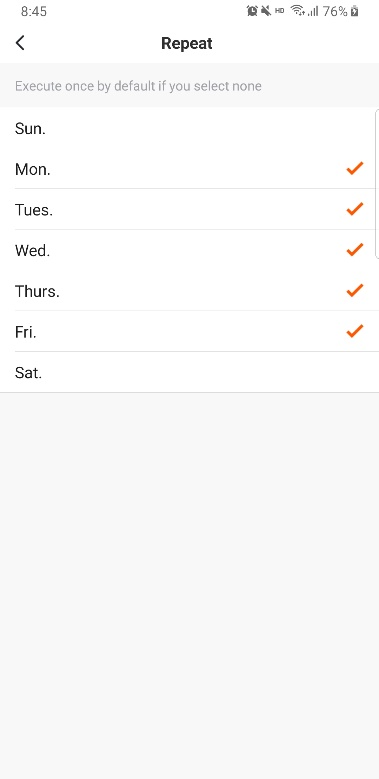 8:45 HD 76%
Repeat
Execute once by default if you select none
Sun.
Mon.
Tues.
Wed.
Thurs.
Fri.
Sat.